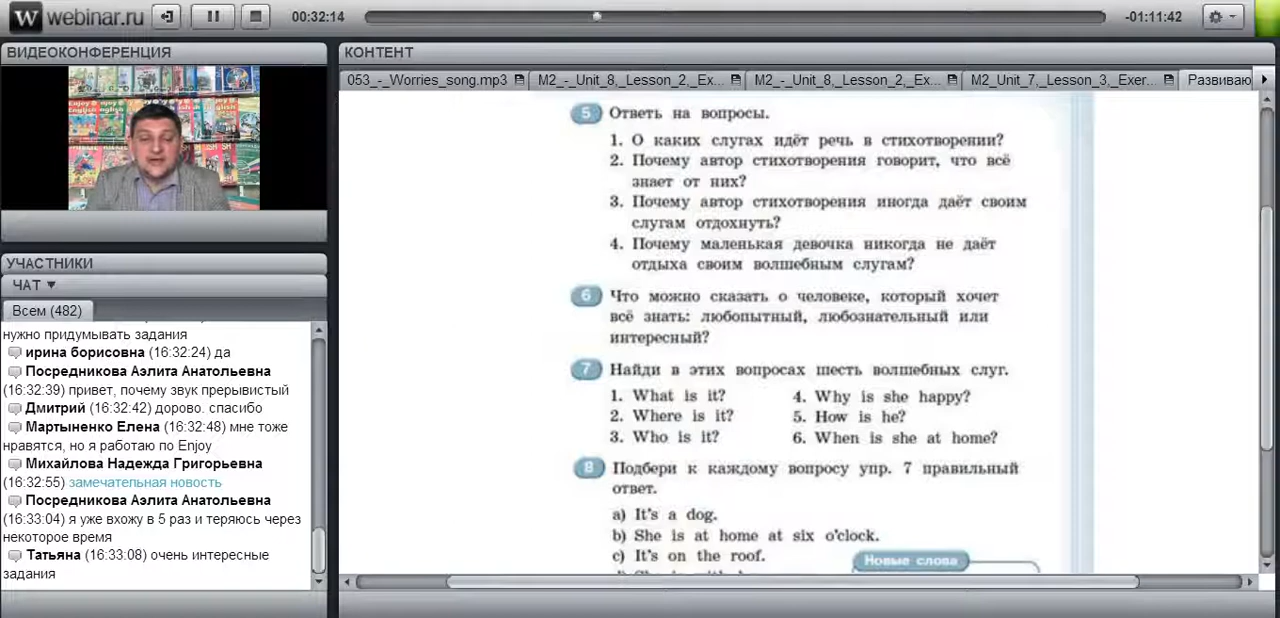 webinar.ru
00:32:14
-01:11:42
ВИДЕОКОНФЕРЕНЦИЯ
Enjoy English
УЧАСТНИКИ
ЧАТ
Всем (482)
нужно придумывать задания
ирина борисовна (16:32:24) да
Посредникова Аэлита Анатольевна
(16:32:39) привет, почему звук прерывистый
Дмитрий (16:32:42) дорово. спасибо
Мартыненко Елена (16:32:48) мне тоже
нравятся, но я работаю по Enjoy
Михайлова Надежда Григорьевна
(16:32:55) замечательная новость
Посредникова Аэлита Анатольевна
(16:33:04) я уже вхожу в 5 раз и теряюсь через
некоторое время
Татьяна (16:33:08) очень интересные
задания
КОНТЕНТ
053_-_Worries_song.mp3
M2_-_Unit_8,_Lesson_2,_Ex...
M2_-_Unit_8,_Lesson_2,_Ex...
M2_Unit_7,_Lesson_3,_Exer...
Развиваю
5 Ответь на вопросы.
1. О каких слугах идёт речь в стихотворении?
2. Почему автор стихотворения говорит, что всё
знает от них?
3. Почему автор стихотворения иногда даёт своим
слугам отдохнуть?
4. Почему маленькая девочка никогда не даёт
отдыха своим волшебным слугам?
6 Что можно сказать о человеке, который хочет
всё знать: любопытный, любознательный или
интересный?
7 Найди в этих вопросах шесть волшебных слуг.
1. What is it?
2. Where is it?
3. Who is it?
4. Why is she happy?
5. How is he?
6. When is she at home?
8 Подбери к каждому вопросу упр. 7 правильный
ответ.
a) It's a dog.
b) She is at home at six o'clock.
c) It's on the roof.
Новые слова